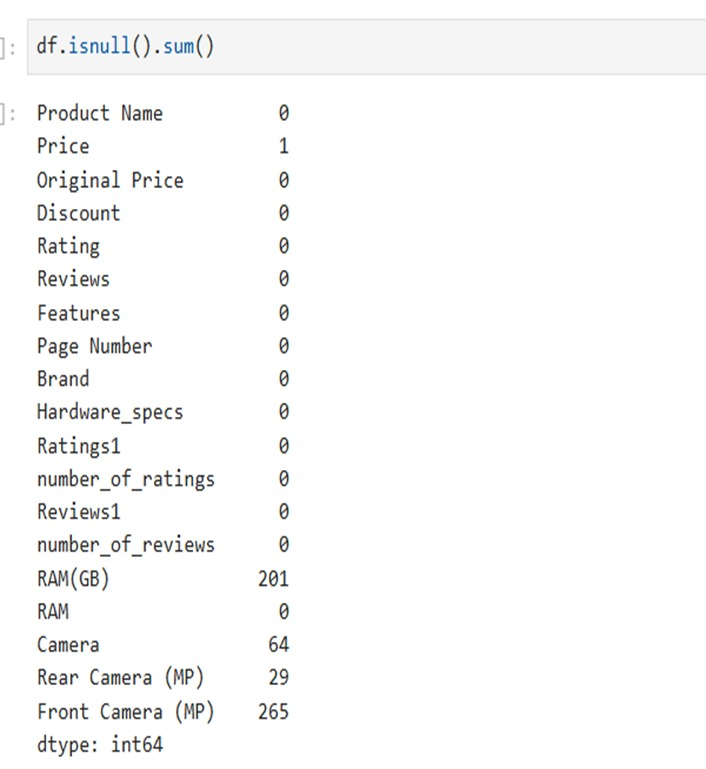 ]: df.isnull().sum()
]: Product Name 0
Price 1
Original Price 0
Discount 0
Rating 0
Reviews 0
Features 0
Page Number 0
Brand 0
Hardware_specs 0
Ratings1 0
number_of_ratings 0
Reviews1 0
number_of_reviews 0
RAM(GB) 201
RAM 0
Camera 64
Rear Camera (MP) 29
Front Camera (MP) 265
dtype: int64